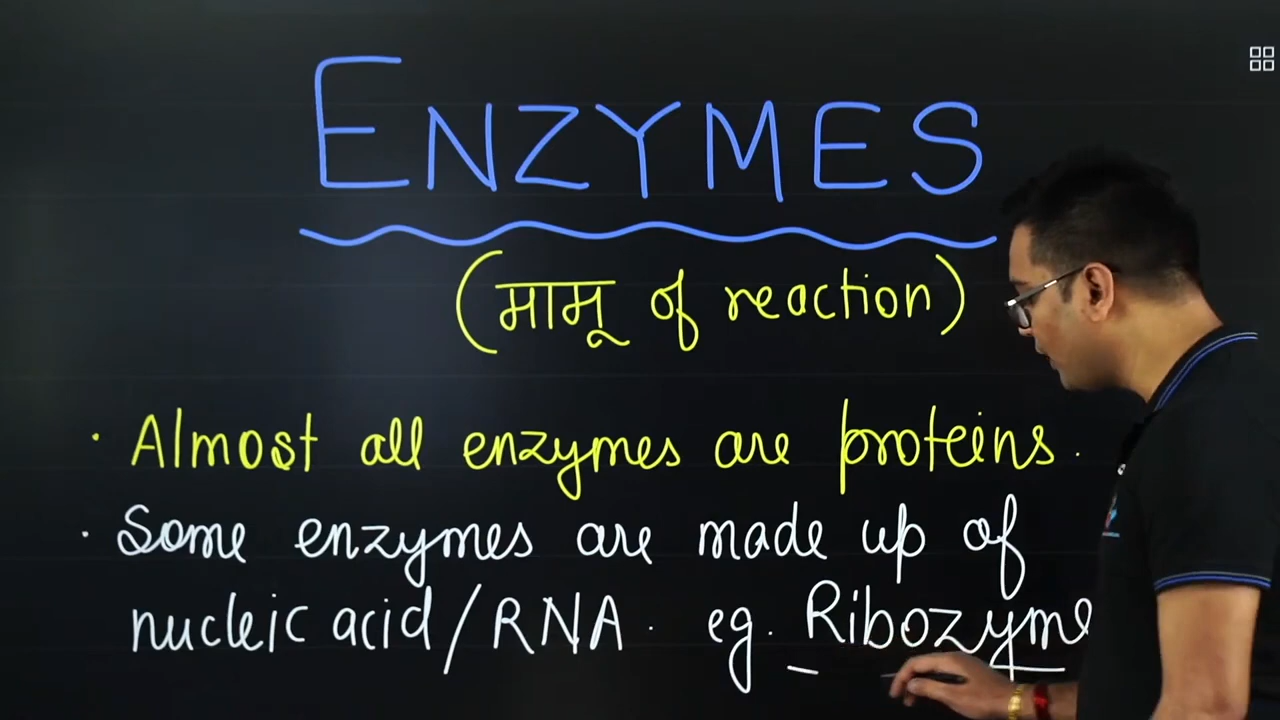 ENZYMES
(मामू of reaction)
· Almost all enzymes are proteins.
· Some enzymes are made up of
nucleic acid/RNA. eg. Ribozyme